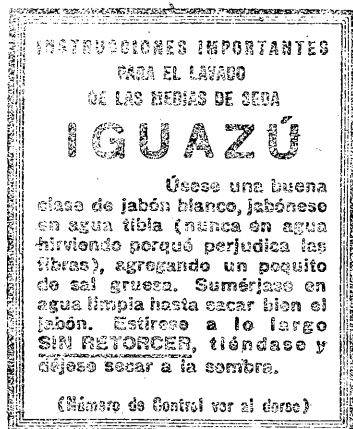 INSTRUCCIONES IMPORTANTES
PARA EL LAVADO
DE LAS MEDIAS DE SEDA
IGUAZÚ
Úsese una buena
clase de jabón blanco, jabónese
en agua tibia (nunca en agua
hirviendo porqué perjudica las
fibras), agregando un poquito
de sal gruesa. Sumérjase en
agua limpia hasta sacar bien el
jabón. Estírese a lo largo
SIN RETORCER, tiéndase y
déjese secar a la sombra.
(Número de Control ver al dorso)